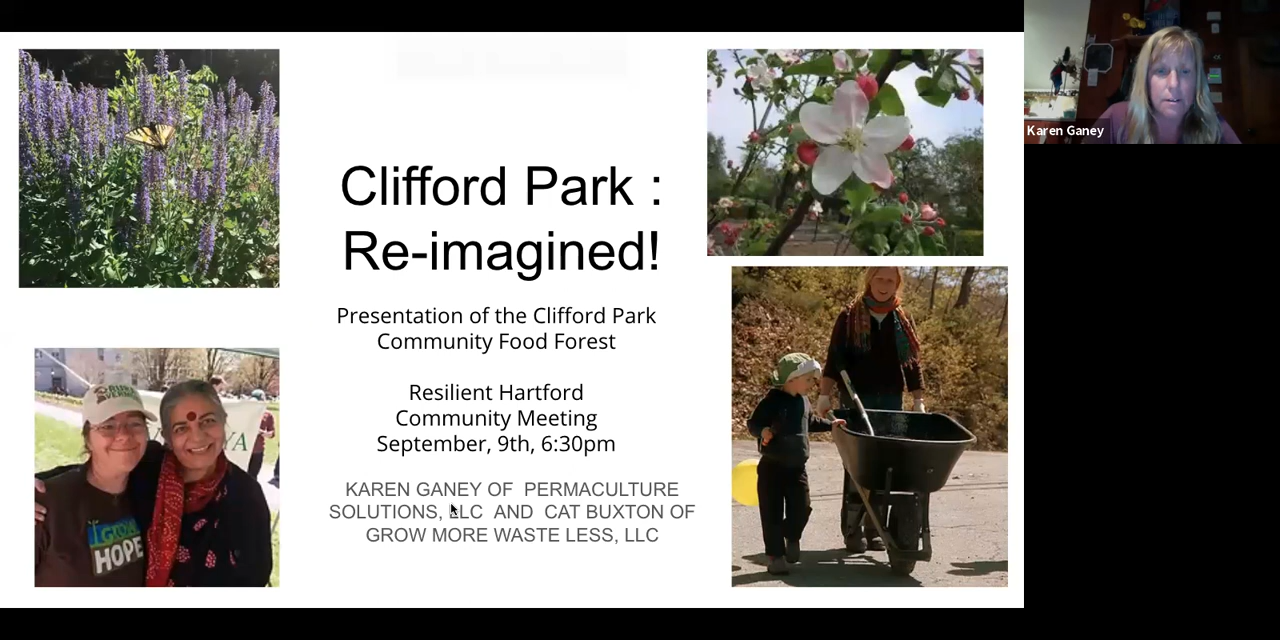 Clifford Park :
Re-imagined!
Presentation of the Clifford Park
Community Food Forest
Resilient Hartford
Community Meeting
September, 9th, 6:30pm
KAREN GANEY OF PERMACULTURE
SOLUTIONS, LLC AND CAT BUXTON OF
GROW MORE WASTE LESS, LLC
Karen Ganey
HOPE
YA